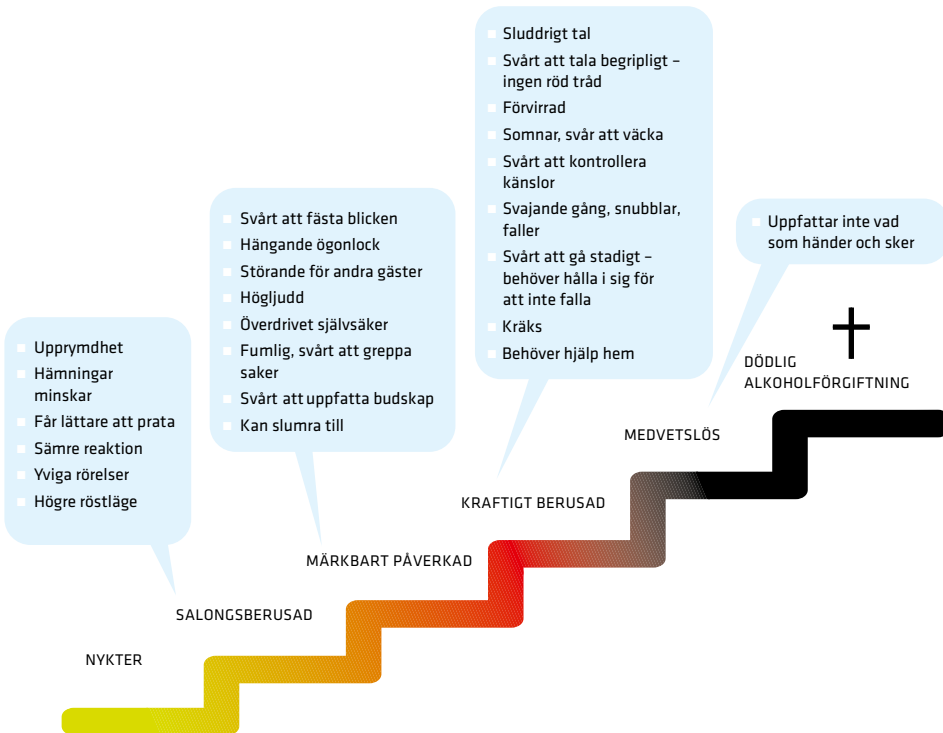 Upprymdhet
Hämningar
minskar
Får lättare att prata
Sämre reaktion
Yviga rörelser
Högre röstläge
Svårt att fästa blicken
Hängande ögonlock
Störande för andra gäster
Högljudd
Överdrivet självsäker
Fumlig, svårt att greppa
saker
Svårt att uppfatta budskap
Kan slumra till
Sluddrigt tal
Svårt att tala begripligt –
ingen röd tråd
Förvirrad
Somnar, svår att väcka
Svårt att kontrollera
känslor
Svajande gång, snubblar,
faller
Svårt att gå stadigt –
behöver hålla i sig för
att inte falla
Kräks
Behöver hjälp hem
Uppfattar inte vad
som händer och sker
NYKTER
SALONGSBERUSAD
MÄRKBART PÅVERKAD
KRAFTIGT BERUSAD
MEDVETSLÖS
DÖDLIG
ALKOHOLFÖRGIFTNING